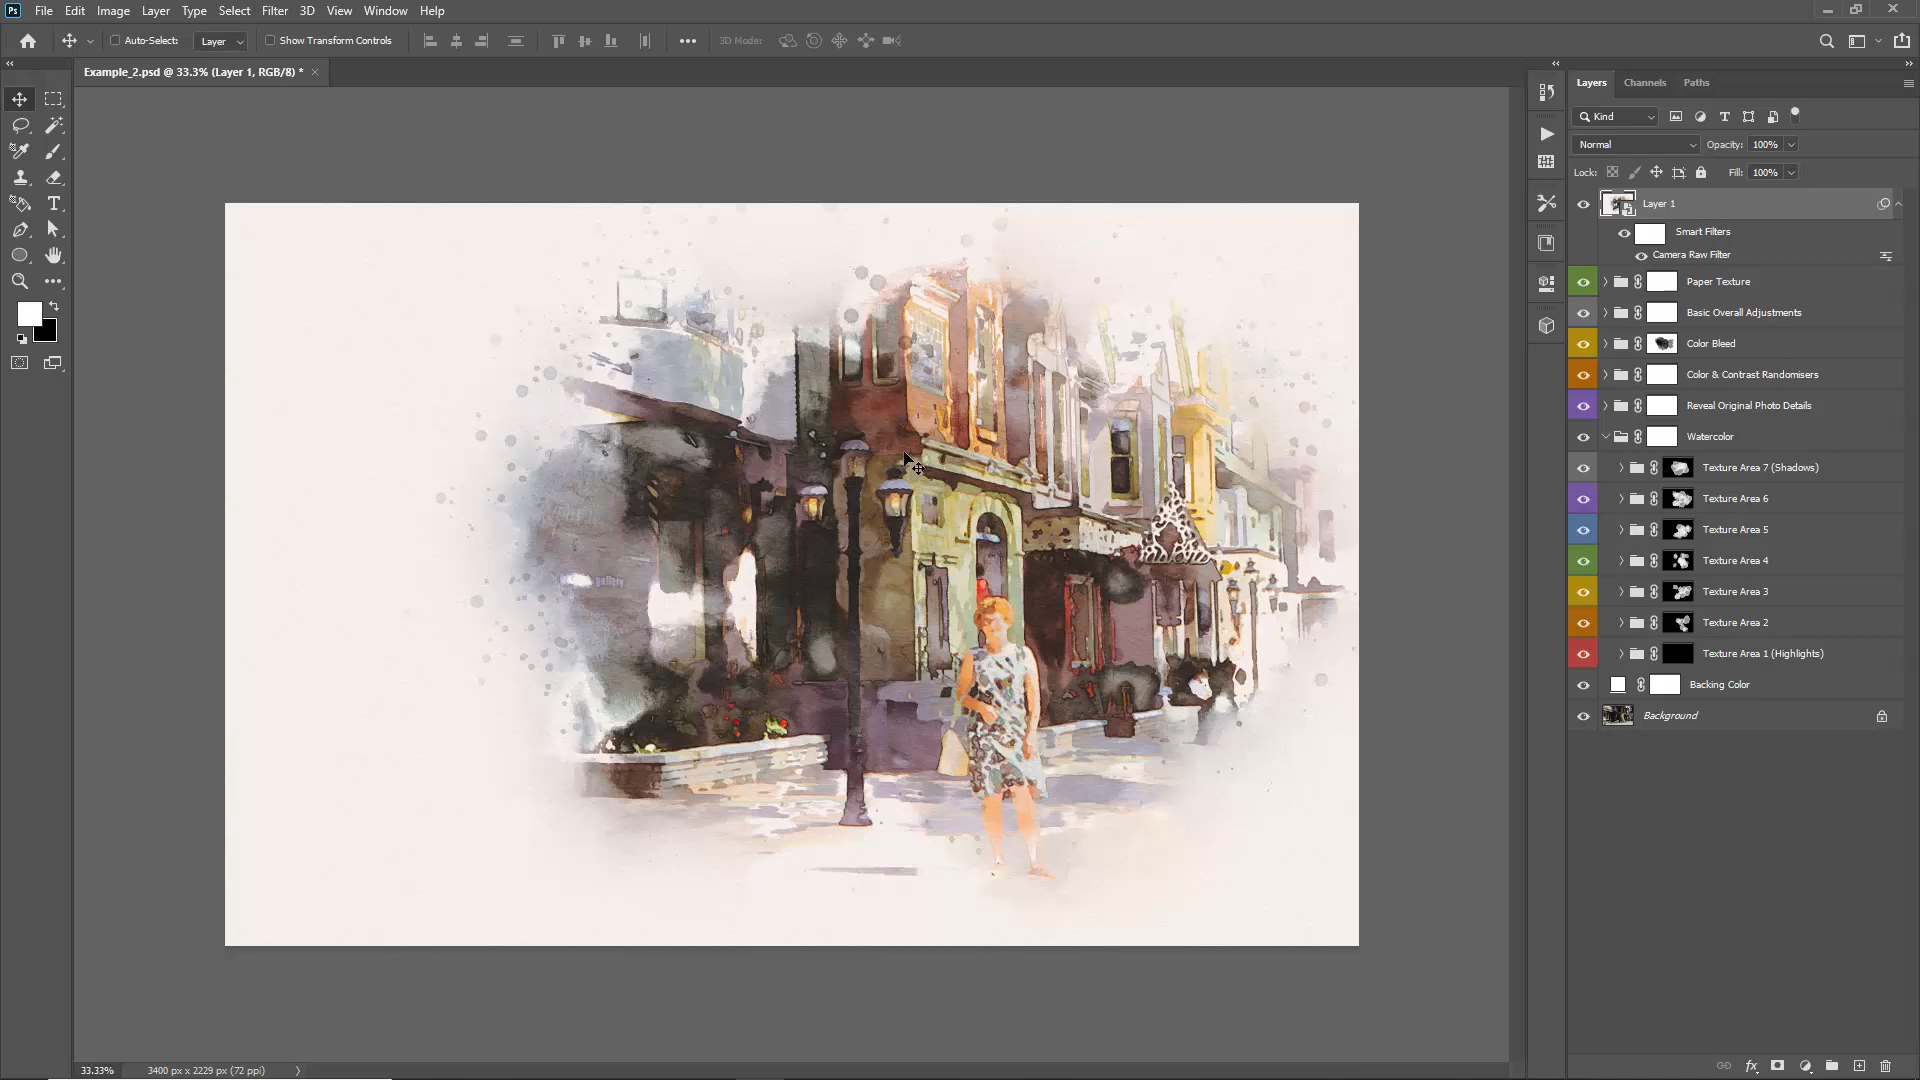 Ps File Edit Image Layer Type Select Filter 3D View Window Help
Auto-Select: Layer Show Transform Controls 3D Mode:
Example_2.psd @ 33.3% (Layer 1, RGB/8) *
Layers Channels Paths
Kind
Normal Opacity: 100%
Lock: Fill: 100%
Layer 1
Smart Filters
Camera Raw Filter
Paper Texture
Basic Overall Adjustments
Color Bleed
Color & Contrast Randomisers
Reveal Original Photo Details
Watercolor
Texture Area 7 (Shadows)
Texture Area 6
Texture Area 5
Texture Area 4
Texture Area 3
Texture Area 2
Texture Area 1 (Highlights)
Backing Color
Background
gallery
33.33% 3400 px x 2229 px (72 ppi)